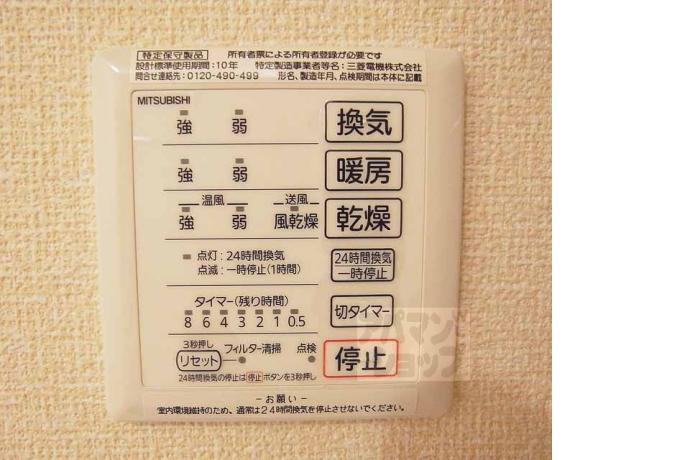 特定保守製品 所有者票による所有者登録が必要です
設計標準使用期間:10年 特定製造事業者等名:三菱電機株式会社
問合せ連絡先:0120-490-499 形名、製造年月、点検期間は本体に記載
MITSUBISHI
強 弱 換気
強 弱 暖房
温風 送風
強 弱 風乾燥 乾燥
点灯:24時間換気
点滅:一時停止(1時間)
24時間換気
一時停止
タイマー(残り時間)
8 6 4 3 2 1 0.5
切タイマー
3秒押し
リセット フィルター清掃 点検
停止
24時間換気の停止は停止ボタンを3秒押し
アパマン
ショップ
-お願い-
室内環境維持のため、通常は24時間換気を停止させないでください。